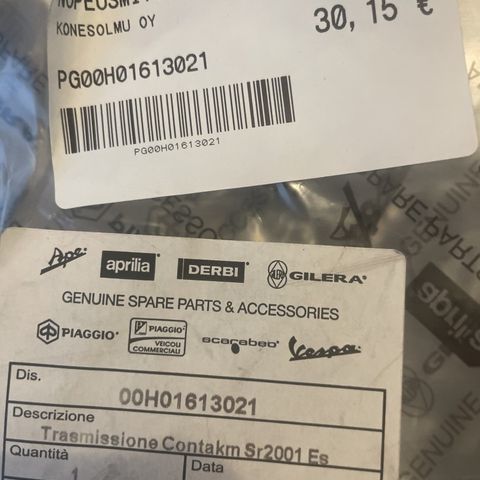 30,15 €
KONESOLMU OY
PG00H01613021
PG00H01613021
Ape aprilia DERBI GILERA
GENUINE SPARE PARTS & ACCESSORIES
PIAGGIO PIAGGIO VEICOLI COMMERCIALI scarabeo Vespa
Dis.
00H01613021
Descrizione
Trasmissione Contakm Sr2001 Es
Quantità Data
1